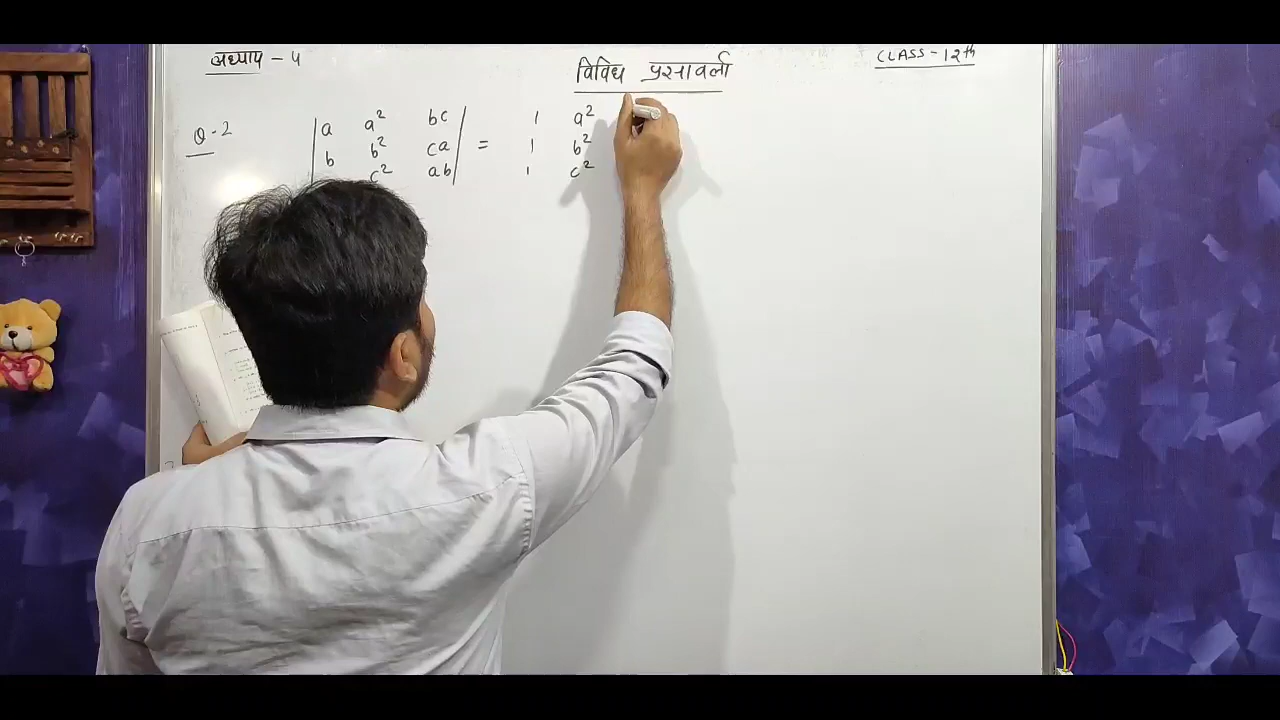 अध्याय - 4
विविध प्रश्नावली
CLASS - 12th
Q-2
a a² bc = 1 a²
b b² ca 1 b²
c² ab 1 c²